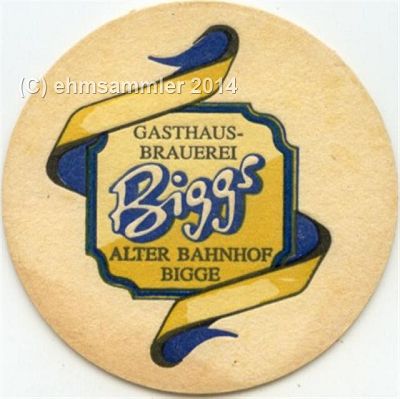 (C) ehmsammler 2014
GASTHAUS-
BRAUEREI
Biggs
ALTER BAHNHOF
BIGGE